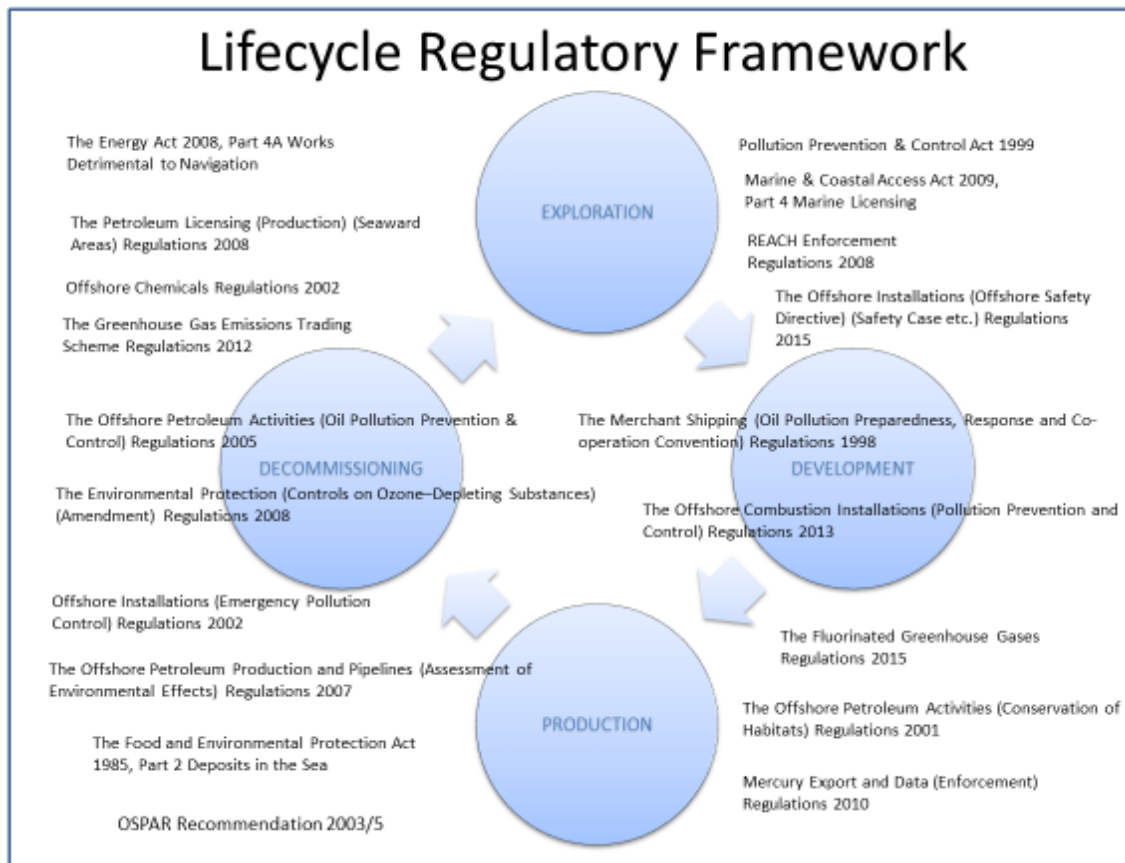 Lifecycle Regulatory Framework
The Energy Act 2008, Part 4A Works
Detrimental to Navigation
The Petroleum Licensing (Production) (Seaward
Areas) Regulations 2008
Offshore Chemicals Regulations 2002
The Greenhouse Gas Emissions Trading
Scheme Regulations 2012
EXPLORATION
Pollution Prevention & Control Act 1999
Marine & Coastal Access Act 2009,
Part 4 Marine Licensing
REACH Enforcement
Regulations 2008
The Offshore Installations (Offshore Safety
Directive) (Safety Case etc.) Regulations
2015
The Offshore Petroleum Activities (Oil Pollution Prevention &
Control) Regulations 2005
DECOMMISSIONING
The Environmental Protection (Controls on Ozone–Depleting Substances)
(Amendment) Regulations 2008
The Merchant Shipping (Oil Pollution Preparedness, Response and Co-
operation Convention) Regulations 1998
DEVELOPMENT
The Offshore Combustion Installations (Pollution Prevention and
Control) Regulations 2013
Offshore Installations (Emergency Pollution
Control) Regulations 2002
The Offshore Petroleum Production and Pipelines (Assessment of
Environmental Effects) Regulations 2007
The Food and Environmental Protection Act
1985, Part 2 Deposits in the Sea
OSPAR Recommendation 2003/5
PRODUCTION
The Fluorinated Greenhouse Gases
Regulations 2015
The Offshore Petroleum Activities (Conservation of
Habitats) Regulations 2001
Mercury Export and Data (Enforcement)
Regulations 2010